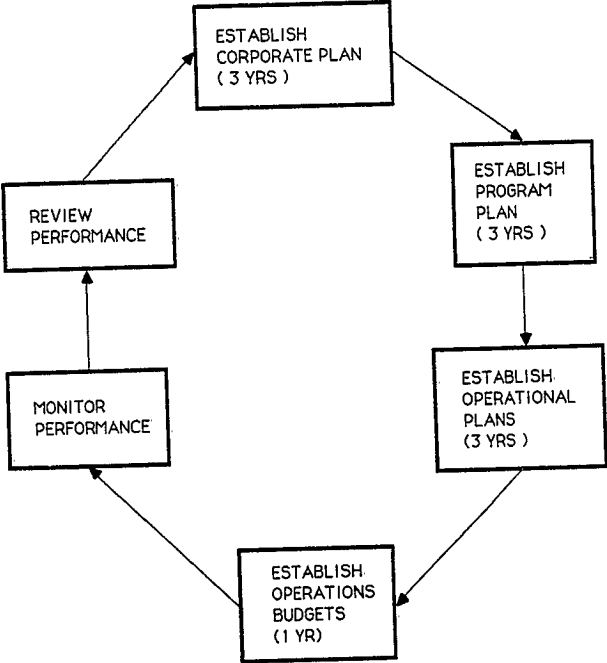 ESTABLISH
CORPORATE PLAN
( 3 YRS )
ESTABLISH
PROGRAM
PLAN
( 3 YRS )
ESTABLISH
OPERATIONAL
PLANS
(3 YRS )
ESTABLISH
OPERATIONS
BUDGETS
(1 YR)
MONITOR
PERFORMANCE
REVIEW
PERFORMANCE